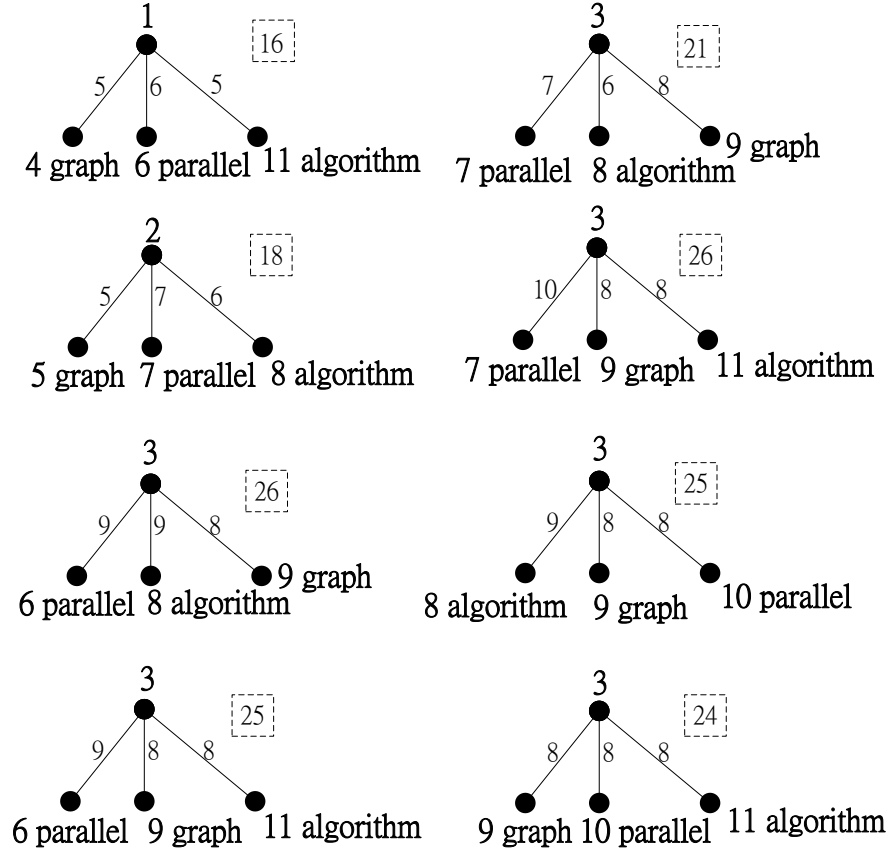 1
16
5 6 5
4 graph 6 parallel 11 algorithm
3
21
7 6 8
7 parallel 8 algorithm 9 graph
2
18
5 7 6
5 graph 7 parallel 8 algorithm
3
26
10 8 8
7 parallel 9 graph 11 algorithm
3
26
9 9 8
6 parallel 8 algorithm 9 graph
3
25
9 8 8
8 algorithm 9 graph 10 parallel
3
25
9 8 8
6 parallel 9 graph 11 algorithm
3
24
8 8 8
9 graph 10 parallel 11 algorithm